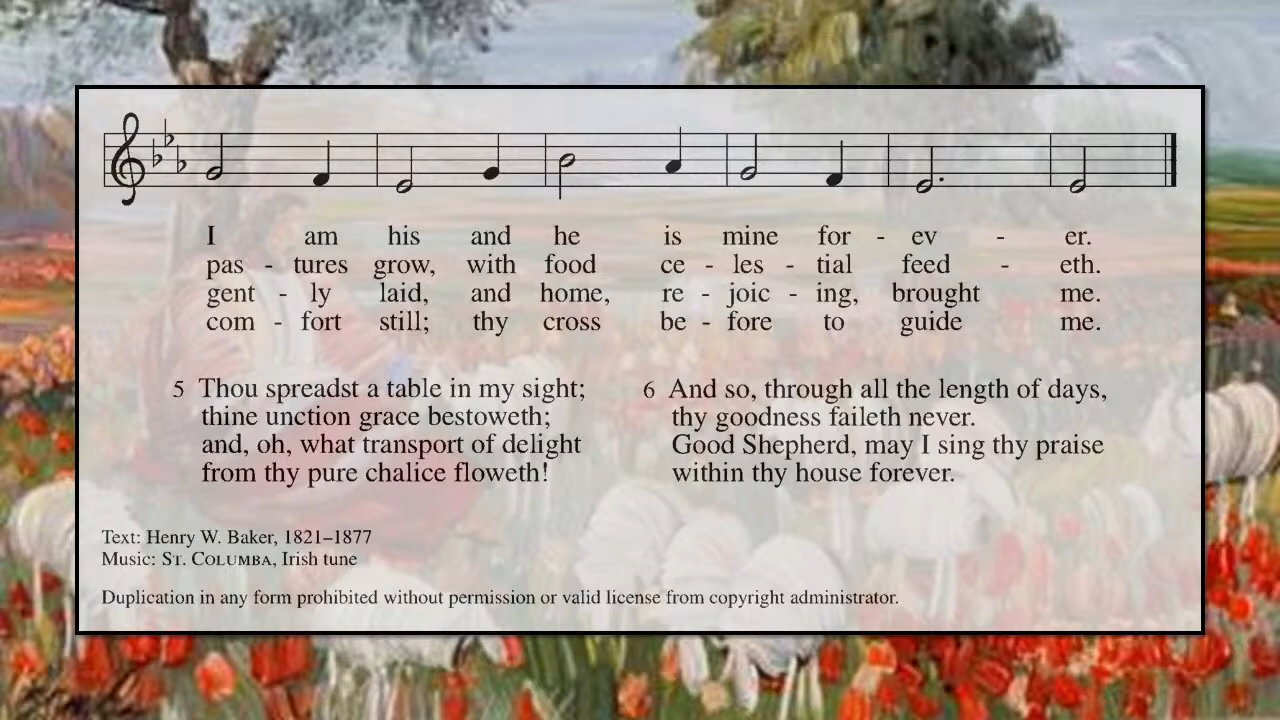 I am his and he is mine for - ev - er.
pas - tures grow, with food ce - les - tial feed - eth.
gent - ly laid, and home, re - joic - ing, brought me.
com - fort still; thy cross be - fore to guide me.
5 Thou spreadst a table in my sight;
thine unction grace bestoweth;
and, oh, what transport of delight
from thy pure chalice floweth!
6 And so, through all the length of days,
thy goodness faileth never.
Good Shepherd, may I sing thy praise
within thy house forever.
Text: Henry W. Baker, 1821–1877
Music: ST. COLUMBA, Irish tune
Duplication in any form prohibited without permission or valid license from copyright administrator.